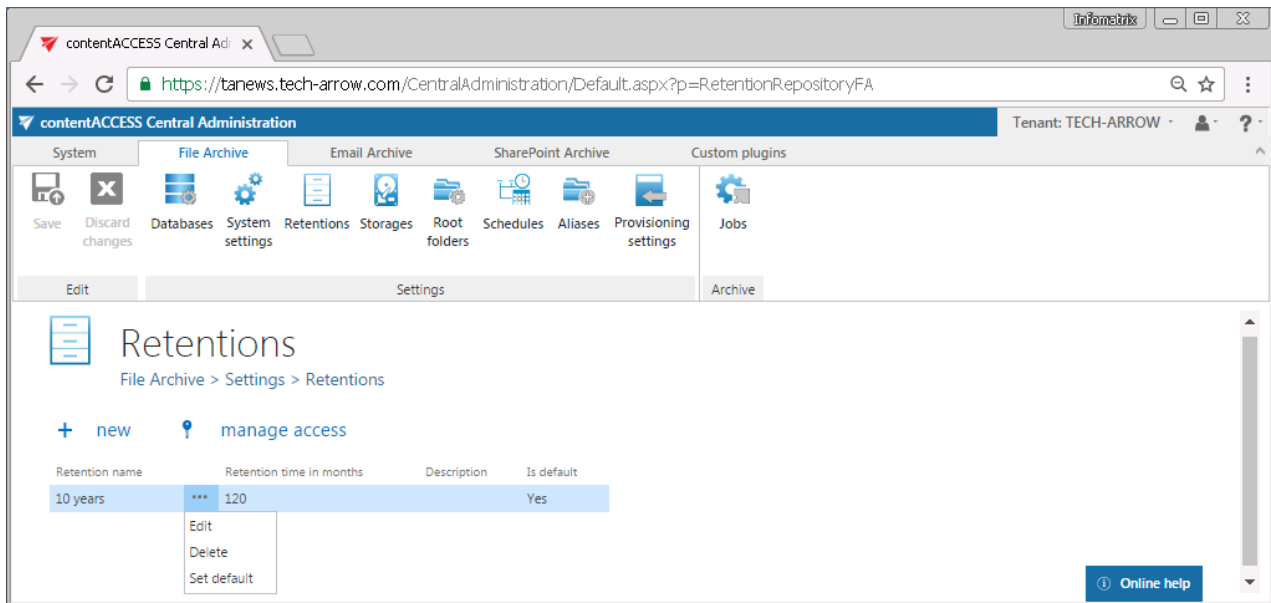 Infomatrix
contentACCESS Central Ad
https://tanews.tech-arrow.com/CentralAdministration/Default.aspx?p=RetentionRepositoryFA
contentACCESS Central Administration
Tenant: TECH-ARROW
?
System File Archive Email Archive SharePoint Archive Custom plugins
Save Discard changes Databases System settings Retentions Storages Root folders Schedules Aliases Provisioning settings Jobs
Edit Settings Archive
Retentions
File Archive > Settings > Retentions
+ new manage access
Retention name Retention time in months Description Is default
10 years *** 120 Yes
Edit
Delete
Set default
Online help